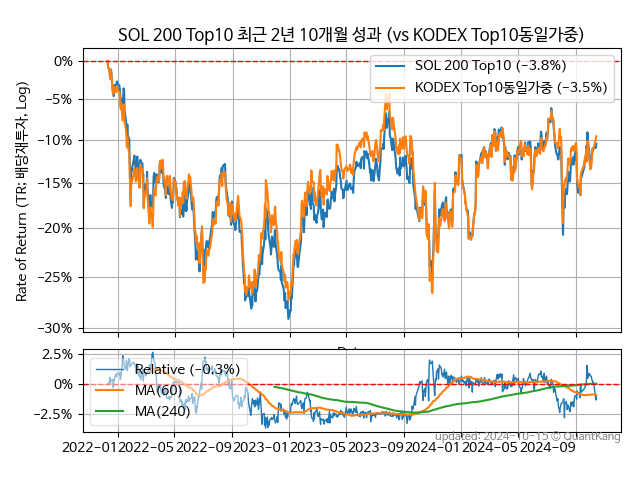 SOL 200 Top10 최근 2년 10개월 성과 (vs KODEX Top10동일가중)
Rate of Return (TR: 배당재투자, Log)
0%
−5%
−10%
−15%
−20%
−25%
−30%
SOL 200 Top10 (−3.8%)
KODEX Top10동일가중 (−3.5%)
2.5%
0%
−2.5%
Relative (−0.3%)
MA(60)
MA(240)
updated: 2024-10-15 © QuantKang
2022-01
2022-05
2022-09
2023-01
2023-05
2023-09
2024-01
2024-05
2024-09